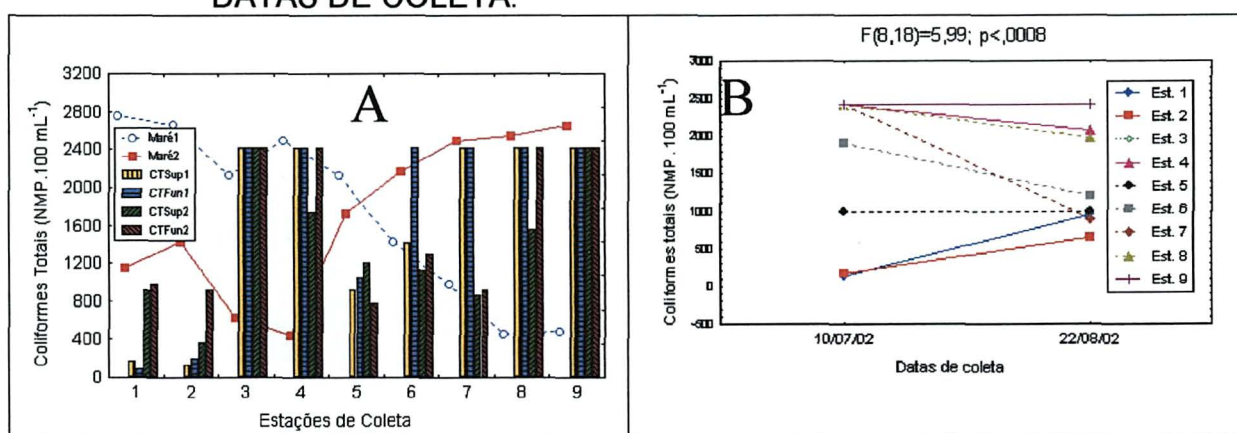 DATAS DE COLETA.
A
Coliformes Totais (NMP.100 mL-1)
3200
2800
2400
2000
1600
1200
800
400
0
Maré1
Maré2
CTSup1
CTFun1
CTSup2
CTFun2
1 2 3 4 5 6 7 8 9
Estações de Coleta
F(8,18)=5,99; p<,0008
B
Coliformes totais (NMP.100 mL-1)
3000
2500
2000
1500
1000
500
0
-500
Est. 1
Est. 2
Est. 3
Est. 4
Est. 5
Est. 6
Est. 7
Est. 8
Est. 9
10/07/02 22/08/02
Datas de coleta